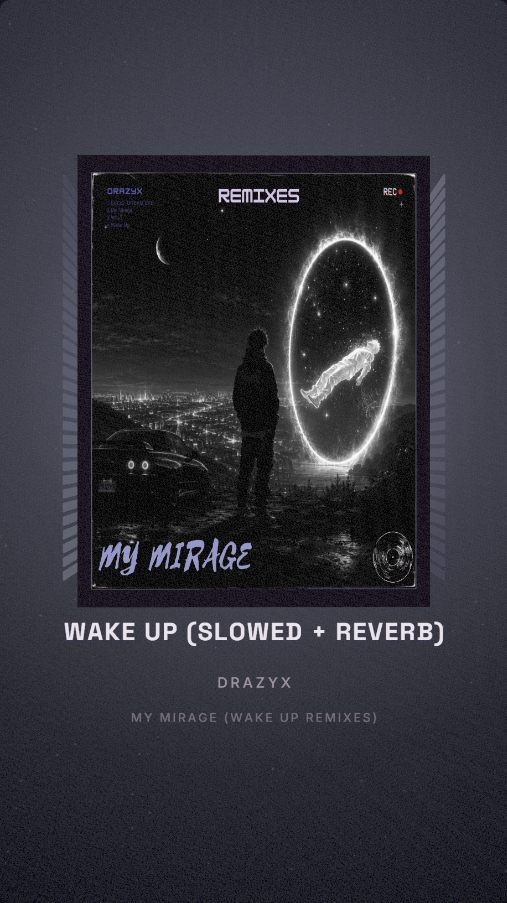 DRAZYX
REMIXES
REC
MY MIRAGE
WAKE UP (SLOWED + REVERB)
DRAZYX
MY MIRAGE (WAKE UP REMIXES)